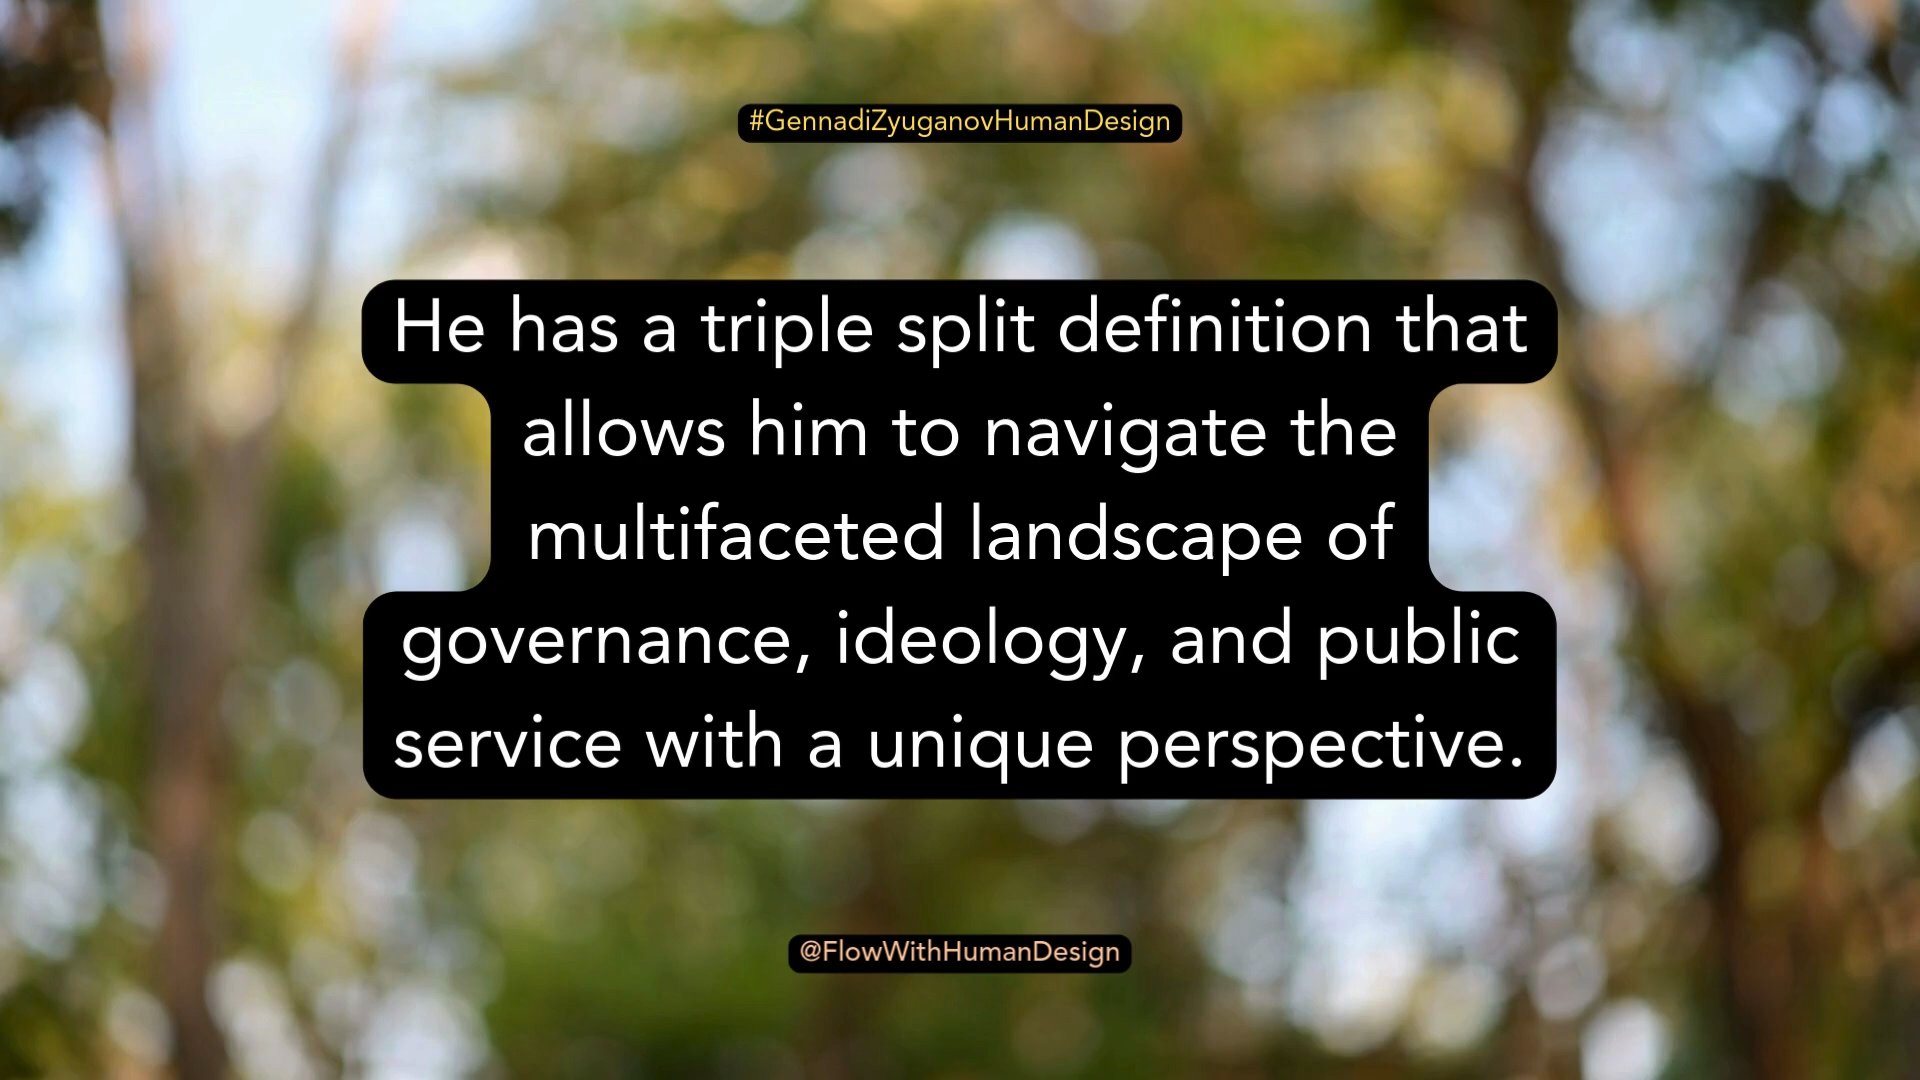 #GennadiZyuganovHumanDesign
He has a triple split definition that
allows him to navigate the
multifaceted landscape of
governance, ideology, and public
service with a unique perspective.
@FlowWithHumanDesign